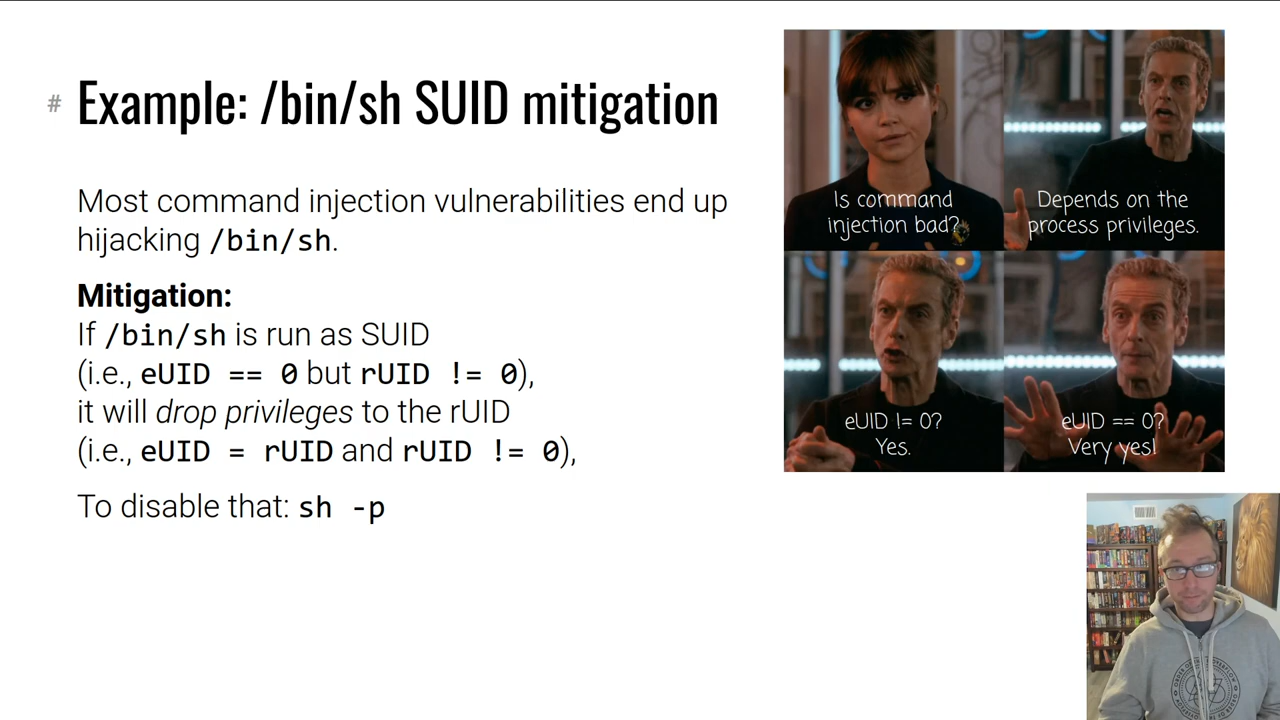 # Example: /bin/sh SUID mitigation
Most command injection vulnerabilities end up
hijacking /bin/sh.
Mitigation:
If /bin/sh is run as SUID
(i.e., eUID == 0 but rUID != 0),
it will drop privileges to the rUID
(i.e., eUID = rUID and rUID != 0),
To disable that: sh -p
Is command
injection bad?
Depends on the
process privileges.
eUID != 0?
Yes.
eUID == 0?
Very yes!